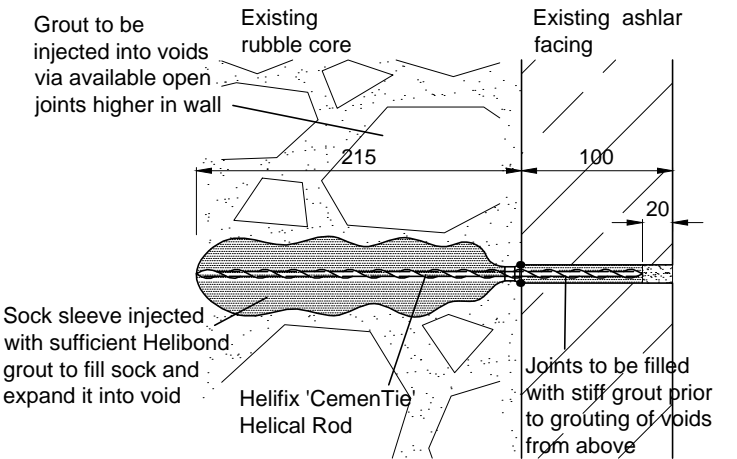 Grout to be
injected into voids
via available open
joints higher in wall
Existing
rubble core
Existing ashlar
facing
215
100
20
Sock sleeve injected
with sufficient Helibond
grout to fill sock and
expand it into void
Helifix 'CemenTie'
Helical Rod
Joints to be filled
with stiff grout prior
to grouting of voids
from above